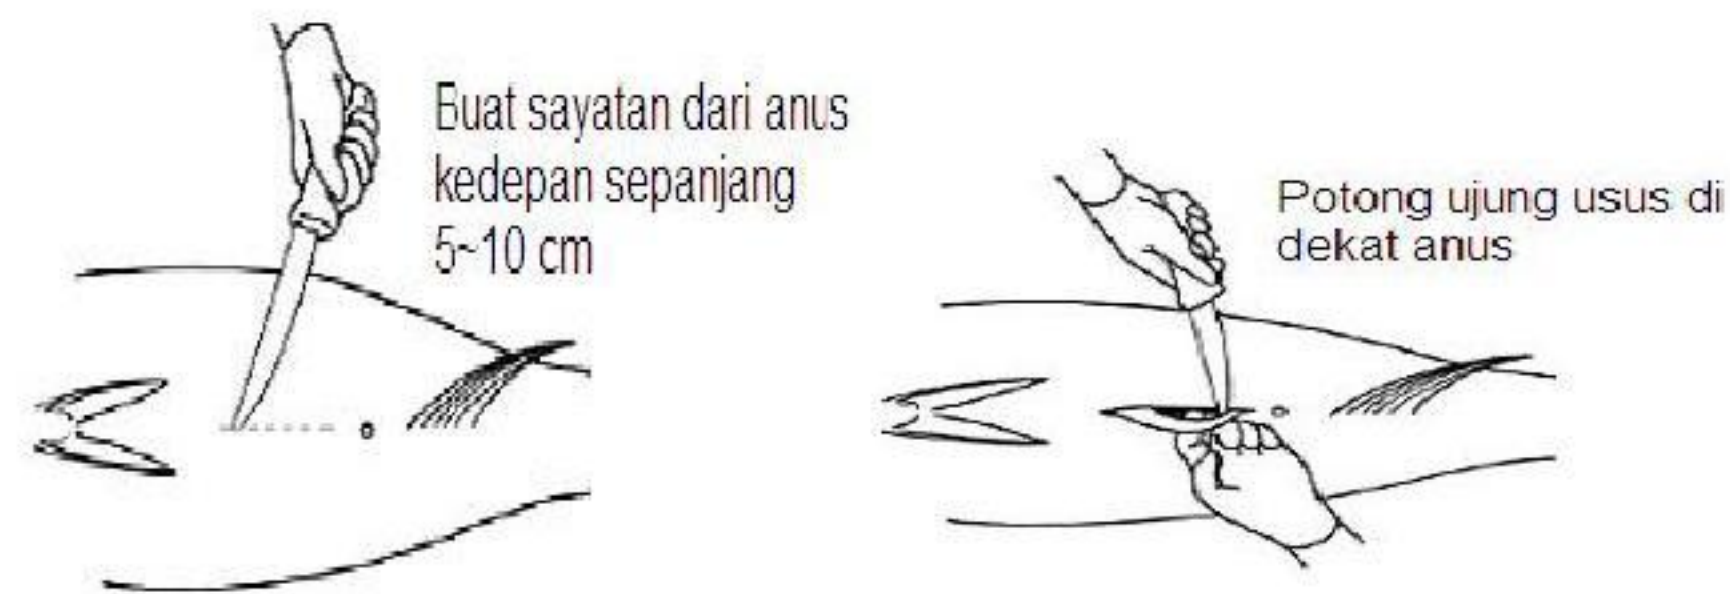 Buat sayatan dari anus
kedepan sepanjang
5~10 cm
Potong ujung usus di
dekat anus